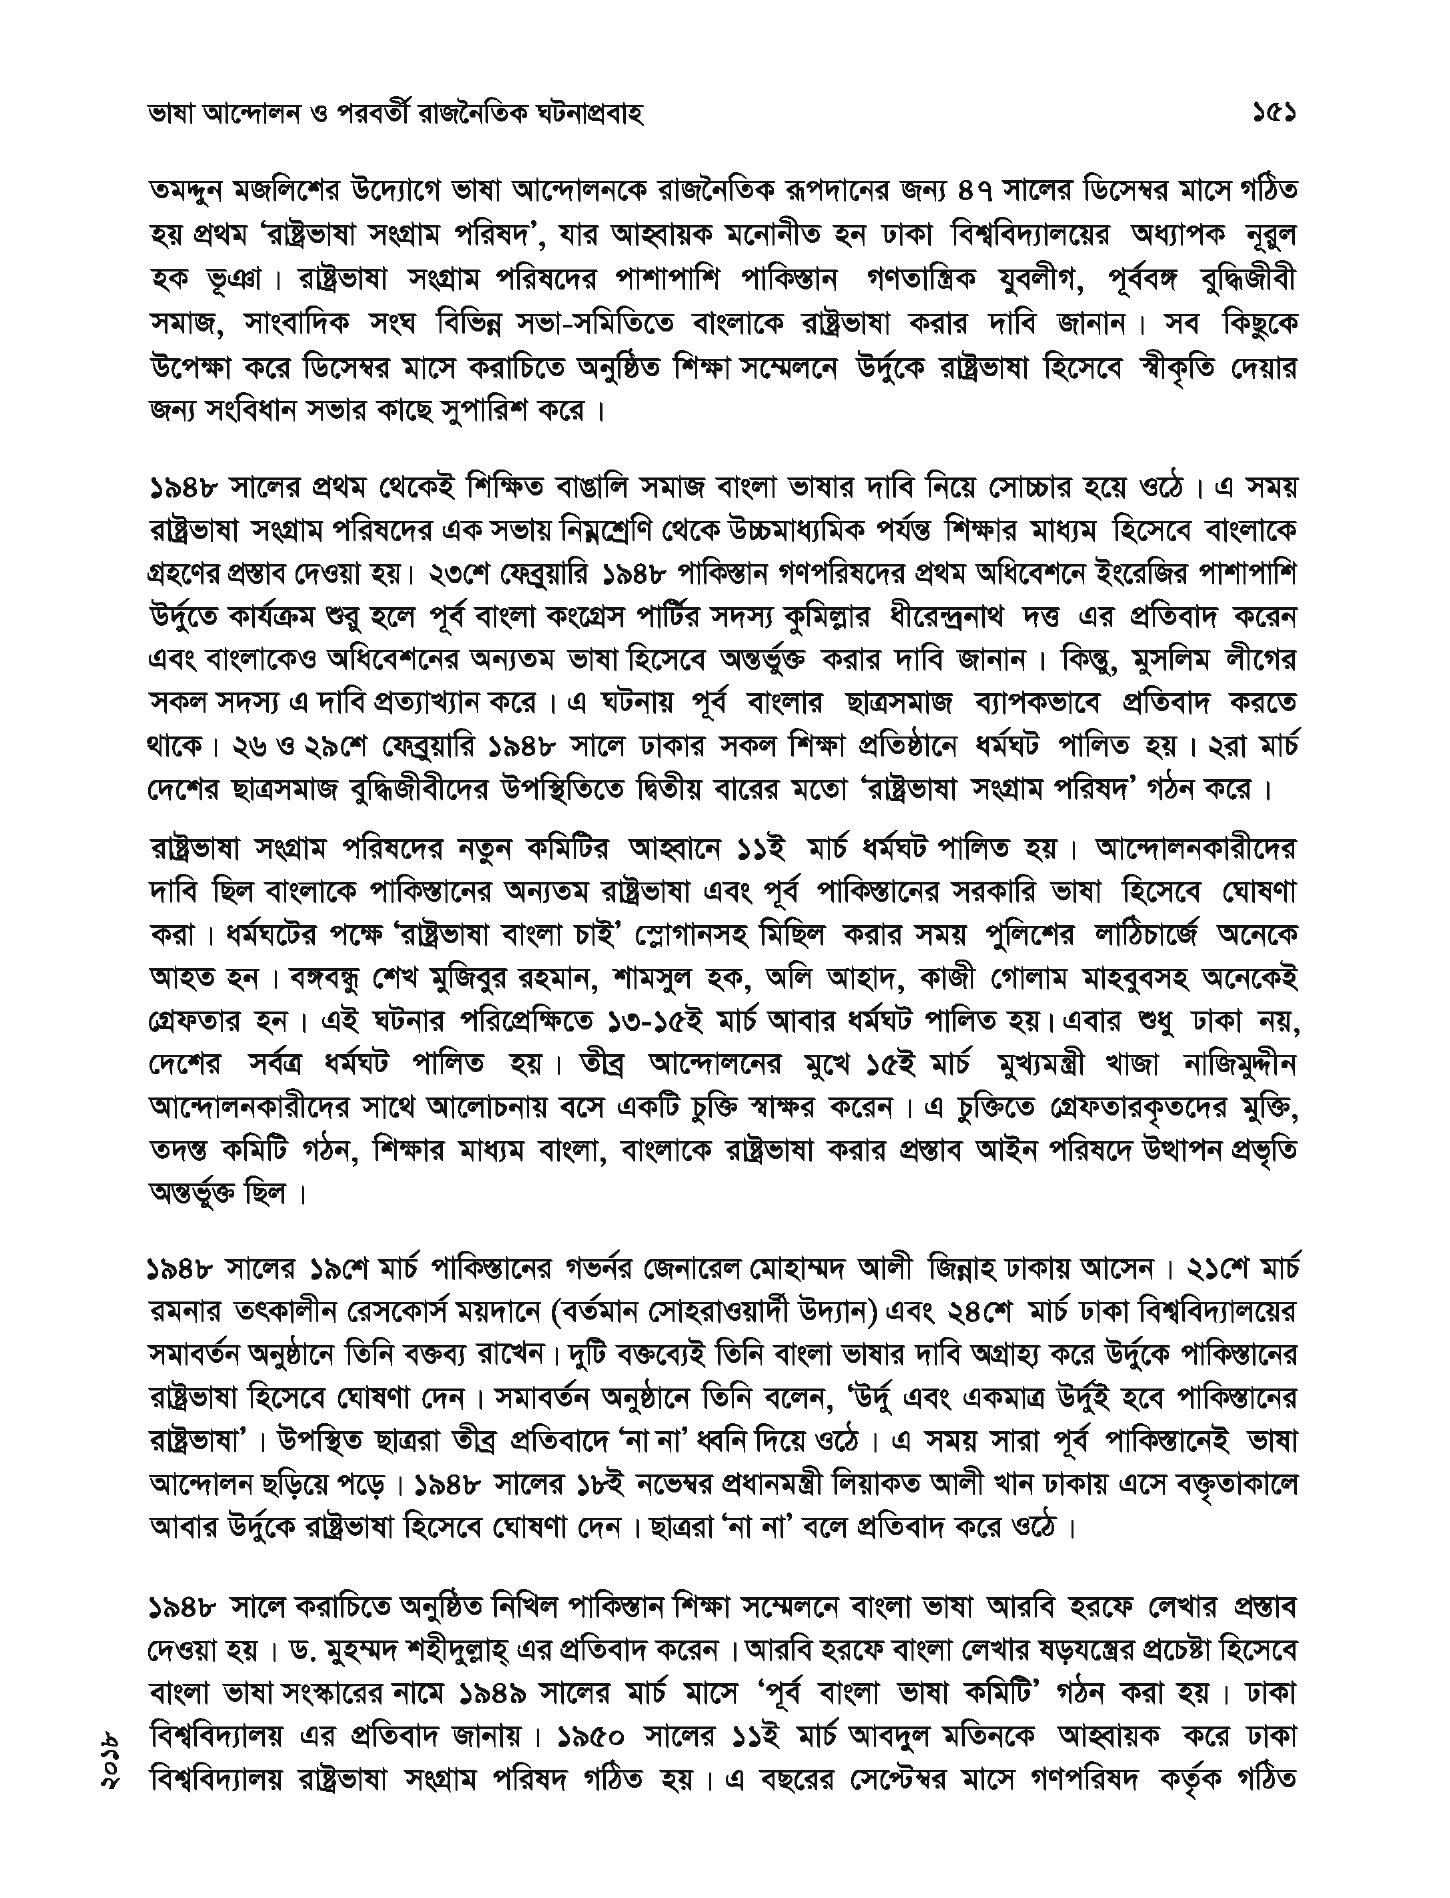 ভাষা আন্দোলন ও পরবর্তী রাজনৈতিক ঘটনাপ্রবাহ ১৫১
তমদ্দুন মজলিশের উদ্যোগে ভাষা আন্দোলনকে রাজনৈতিক রূপদানের জন্য ৪৭ সালের ডিসেম্বর মাসে গঠিত
হয় প্রথম ‘রাষ্ট্রভাষা সংগ্রাম পরিষদ’, যার আহ্বায়ক মনোনীত হন ঢাকা বিশ্ববিদ্যালয়ের অধ্যাপক নূরুল
হক ভূঞা। রাষ্ট্রভাষা সংগ্রাম পরিষদের পাশাপাশি পাকিস্তান গণতান্ত্রিক যুবলীগ, পূর্ববঙ্গ বুদ্ধিজীবী
সমাজ, সাংবাদিক সংঘ বিভিন্ন সভা-সমিতিতে বাংলাকে রাষ্ট্রভাষা করার দাবি জানান। সব কিছুকে
উপেক্ষা করে ডিসেম্বর মাসে করাচিতে অনুষ্ঠিত শিক্ষা সম্মেলনে উর্দুকে রাষ্ট্রভাষা হিসেবে স্বীকৃতি দেয়ার
জন্য সংবিধান সভার কাছে সুপারিশ করে।
১৯৪৮ সালের প্রথম থেকেই শিক্ষিত বাঙালি সমাজ বাংলা ভাষার দাবি নিয়ে সোচ্চার হয়ে ওঠে। এ সময়
রাষ্ট্রভাষা সংগ্রাম পরিষদের এক সভায় নিম্নশ্রেণি থেকে উচ্চমাধ্যমিক পর্যন্ত শিক্ষার মাধ্যম হিসেবে বাংলাকে
গ্রহণের প্রস্তাব দেওয়া হয়। ২৩শে ফেব্রুয়ারি ১৯৪৮ পাকিস্তান গণপরিষদের প্রথম অধিবেশনে ইংরেজির পাশাপাশি
উর্দুতে কার্যক্রম শুরু হলে পূর্ব বাংলা কংগ্রেস পার্টির সদস্য কুমিল্লার ধীরেন্দ্রনাথ দত্ত এর প্রতিবাদ করেন
এবং বাংলাকেও অধিবেশনের অন্যতম ভাষা হিসেবে অন্তর্ভুক্ত করার দাবি জানান। কিন্তু, মুসলিম লীগের
সকল সদস্য এ দাবি প্রত্যাখ্যান করে। এ ঘটনায় পূর্ব বাংলার ছাত্রসমাজ ব্যাপকভাবে প্রতিবাদ করতে
থাকে। ২৬ ও ২৯শে ফেব্রুয়ারি ১৯৪৮ সালে ঢাকার সকল শিক্ষা প্রতিষ্ঠানে ধর্মঘট পালিত হয়। ২রা মার্চ
দেশের ছাত্রসমাজ বুদ্ধিজীবীদের উপস্থিতিতে দ্বিতীয় বারের মতো ‘রাষ্ট্রভাষা সংগ্রাম পরিষদ’ গঠন করে।
রাষ্ট্রভাষা সংগ্রাম পরিষদের নতুন কমিটির আহ্বানে ১১ই মার্চ ধর্মঘট পালিত হয়। আন্দোলনকারীদের
দাবি ছিল বাংলাকে পাকিস্তানের অন্যতম রাষ্ট্রভাষা এবং পূর্ব পাকিস্তানের সরকারি ভাষা হিসেবে ঘোষণা
করা। ধর্মঘটের পক্ষে ‘রাষ্ট্রভাষা বাংলা চাই’ স্লোগানসহ মিছিল করার সময় পুলিশের লাঠিচার্জে অনেকে
আহত হন। বঙ্গবন্ধু শেখ মুজিবুর রহমান, শামসুল হক, অলি আহাদ, কাজী গোলাম মাহবুবসহ অনেকেই
গ্রেফতার হন। এই ঘটনার পরিপ্রেক্ষিতে ১৩-১৫ই মার্চ আবার ধর্মঘট পালিত হয়। এবার শুধু ঢাকা নয়,
দেশের সর্বত্র ধর্মঘট পালিত হয়। তীব্র আন্দোলনের মুখে ১৫ই মার্চ মুখ্যমন্ত্রী খাজা নাজিমুদ্দীন
আন্দোলনকারীদের সাথে আলোচনায় বসে একটি চুক্তি স্বাক্ষর করেন। এ চুক্তিতে গ্রেফতারকৃতদের মুক্তি,
তদন্ত কমিটি গঠন, শিক্ষার মাধ্যম বাংলা, বাংলাকে রাষ্ট্রভাষা করার প্রস্তাব আইন পরিষদে উত্থাপন প্রভৃতি
অন্তর্ভুক্ত ছিল।
১৯৪৮ সালের ১৯শে মার্চ পাকিস্তানের গভর্নর জেনারেল মোহাম্মদ আলী জিন্নাহ ঢাকায় আসেন। ২১শে মার্চ
রমনার তৎকালীন রেসকোর্স ময়দানে (বর্তমান সোহরাওয়ার্দী উদ্যান) এবং ২৪শে মার্চ ঢাকা বিশ্ববিদ্যালয়ের
সমাবর্তন অনুষ্ঠানে তিনি বক্তব্য রাখেন। দুটি বক্তব্যেই তিনি বাংলা ভাষার দাবি অগ্রাহ্য করে উর্দুকে পাকিস্তানের
রাষ্ট্রভাষা হিসেবে ঘোষণা দেন। সমাবর্তন অনুষ্ঠানে তিনি বলেন, ‘উর্দু এবং একমাত্র উর্দুই হবে পাকিস্তানের
রাষ্ট্রভাষা’। উপস্থিত ছাত্ররা তীব্র প্রতিবাদে ‘না না’ ধ্বনি দিয়ে ওঠে। এ সময় সারা পূর্ব পাকিস্তানেই ভাষা
আন্দোলন ছড়িয়ে পড়ে। ১৯৪৮ সালের ১৮ই নভেম্বর প্রধানমন্ত্রী লিয়াকত আলী খান ঢাকায় এসে বক্তৃতাকালে
আবার উর্দুকে রাষ্ট্রভাষা হিসেবে ঘোষণা দেন। ছাত্ররা ‘না না’ বলে প্রতিবাদ করে ওঠে।
১৯৪৮ সালে করাচিতে অনুষ্ঠিত নিখিল পাকিস্তান শিক্ষা সম্মেলনে বাংলা ভাষা আরবি হরফে লেখার প্রস্তাব
দেওয়া হয়। ড. মুহম্মদ শহীদুল্লাহ্ এর প্রতিবাদ করেন। আরবি হরফে বাংলা লেখার ষড়যন্ত্রের প্রচেষ্টা হিসেবে
বাংলা ভাষা সংস্কারের নামে ১৯৪৯ সালের মার্চ মাসে ‘পূর্ব বাংলা ভাষা কমিটি’ গঠন করা হয়। ঢাকা
বিশ্ববিদ্যালয় এর প্রতিবাদ জানায়। ১৯৫০ সালের ১১ই মার্চ আবদুল মতিনকে আহ্বায়ক করে ঢাকা
বিশ্ববিদ্যালয় রাষ্ট্রভাষা সংগ্রাম পরিষদ গঠিত হয়। এ বছরের সেপ্টেম্বর মাসে গণপরিষদ কর্তৃক গঠিত
২০১৮